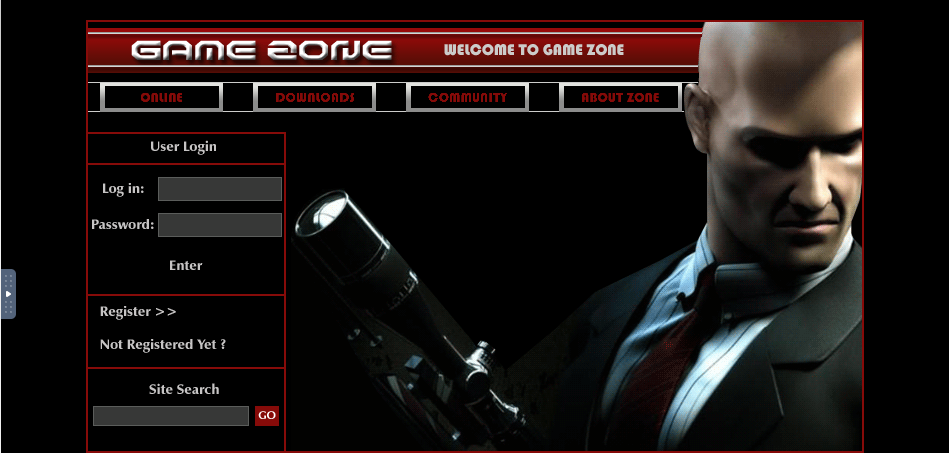 GAME ZONE
WELCOME TO GAME ZONE
ONLINE
DOWNLOADS
COMMUNITY
ABOUT ZONE
User Login
Log in:
Password:
Enter
Register >>
Not Registered Yet ?
Site Search
GO